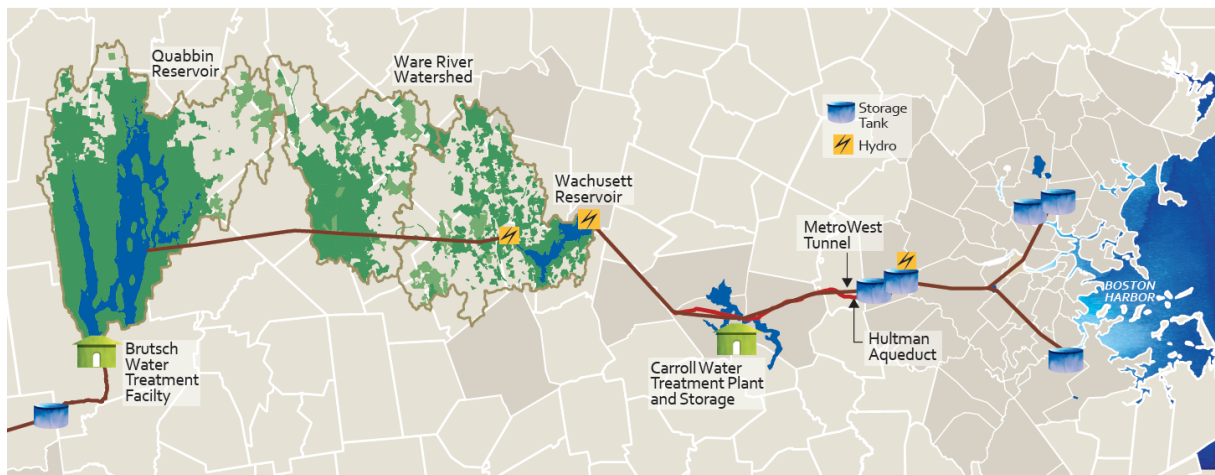 Quabbin
Reservoir
Ware River
Watershed
Storage
Tank
Hydro
Wachusett
Reservoir
MetroWest
Tunnel
BOSTON
HARBOR
Hultman
Aqueduct
Brutsch
Water
Treatment
Facilty
Carroll Water
Treatment Plant
and Storage